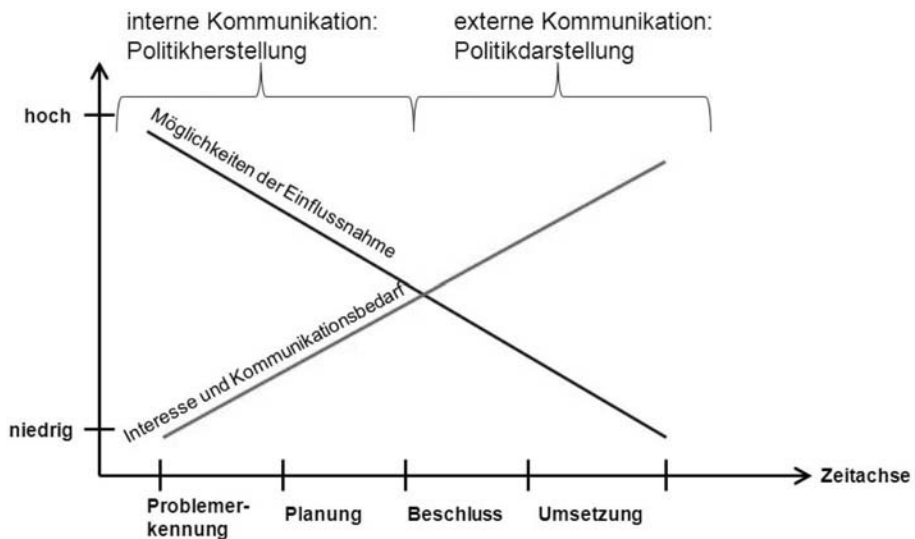 interne Kommunikation:
Politikherstellung
externe Kommunikation:
Politikdarstellung
hoch
Möglichkeiten der Einflussnahme
Interesse und Kommunikationsbedarf
niedrig
Zeitachse
Problemer-
kennung
Planung
Beschluss
Umsetzung